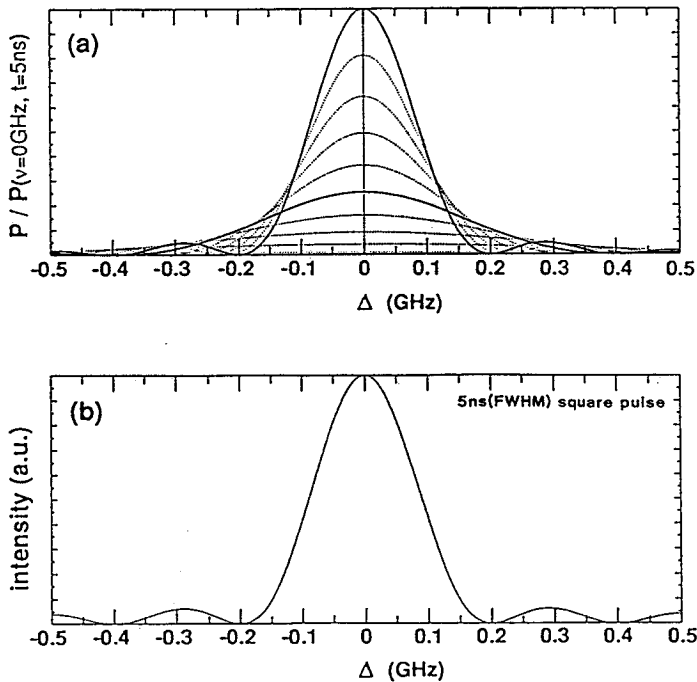 (a)
P / P(ν=0GHz, t=5ns)
-0.5 -0.4 -0.3 -0.2 -0.1 0 0.1 0.2 0.3 0.4 0.5
Δ (GHz)
(b)
5ns(FWHM) square pulse
intensity (a.u.)
-0.5 -0.4 -0.3 -0.2 -0.1 0 0.1 0.2 0.3 0.4 0.5
Δ (GHz)